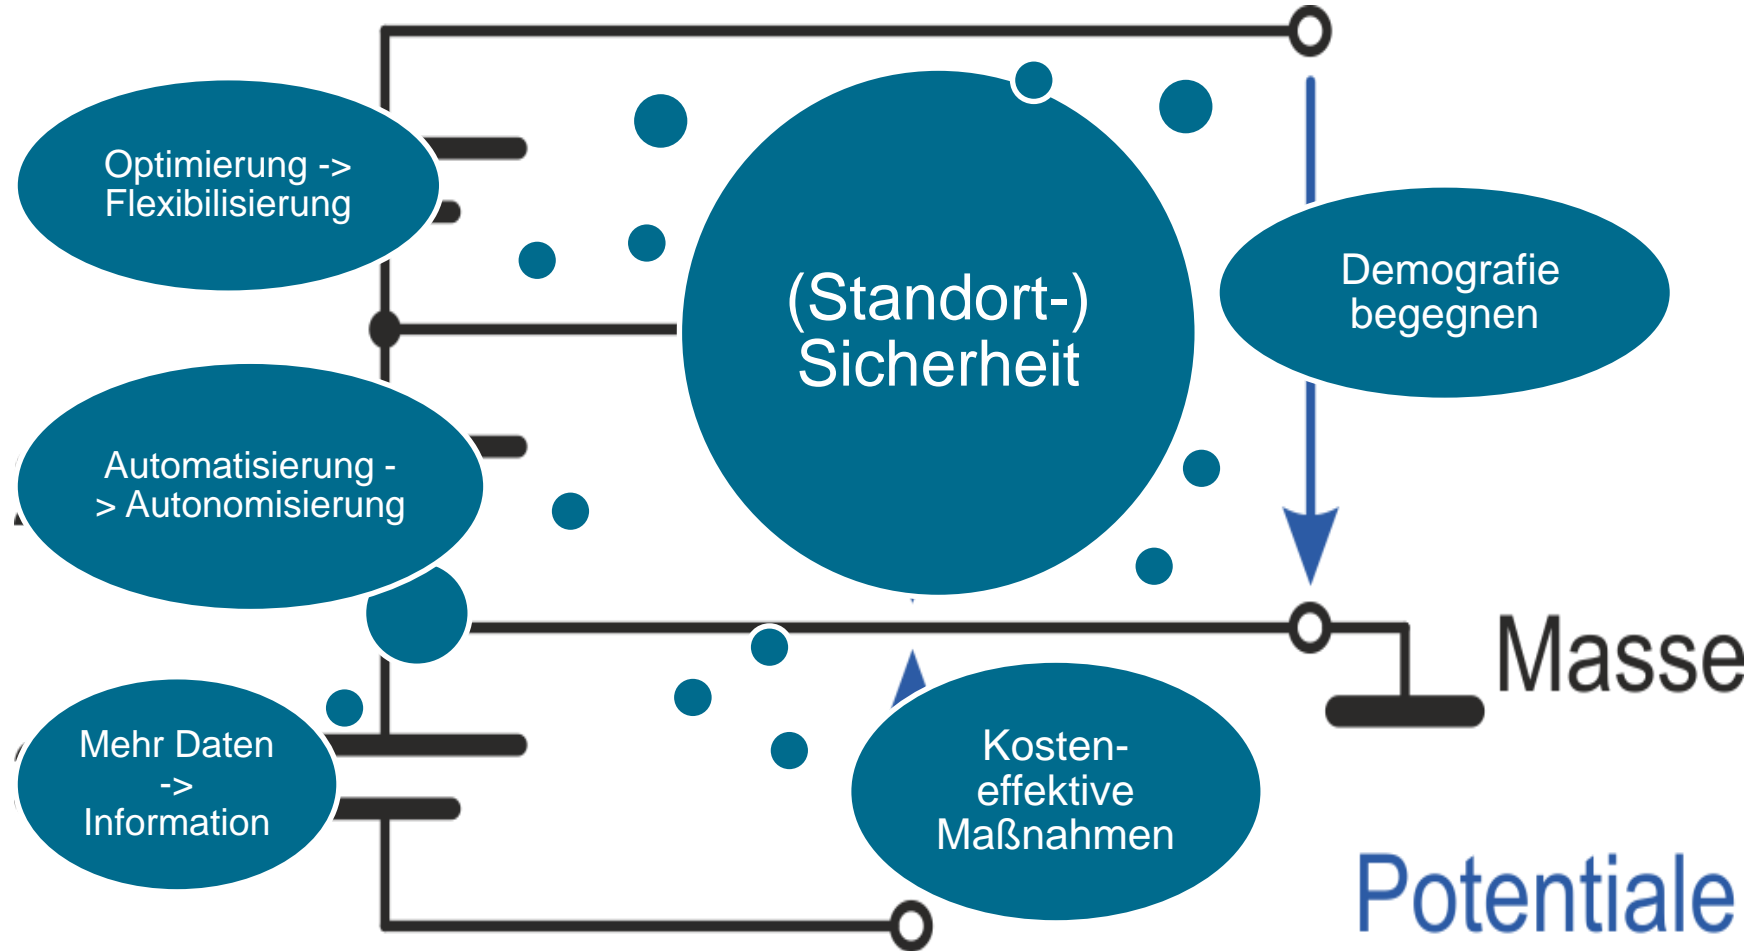 Optimierung ->
Flexibilisierung
(Standort-)
Sicherheit
Demografie
begegnen
Automatisierung -
> Autonomisierung
Mehr Daten
->
Information
Kosten-
effektive
Maßnahmen
Masse
Potentiale